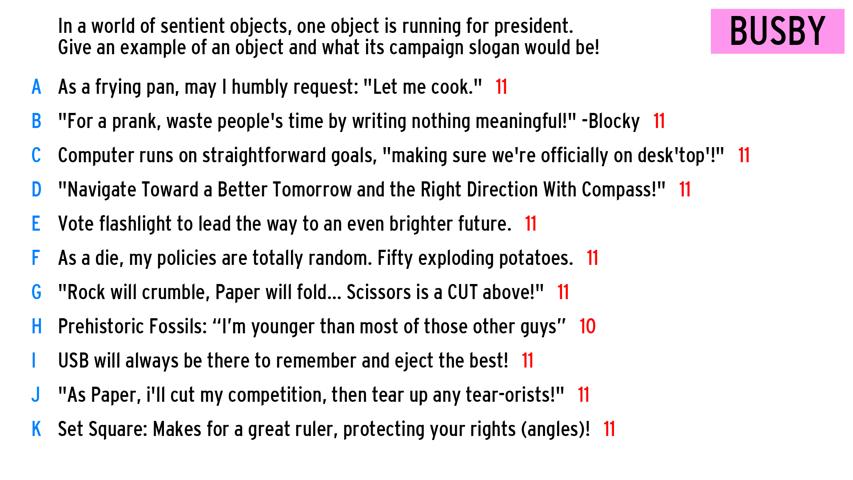 In a world of sentient objects, one object is running for president.
Give an example of an object and what its campaign slogan would be!
BUSBY
A As a frying pan, may I humbly request: "Let me cook." 11
B "For a prank, waste people's time by writing nothing meaningful!" -Blocky 11
C Computer runs on straightforward goals, "making sure we're officially on desk'top'!" 11
D "Navigate Toward a Better Tomorrow and the Right Direction With Compass!" 11
E Vote flashlight to lead the way to an even brighter future. 11
F As a die, my policies are totally random. Fifty exploding potatoes. 11
G "Rock will crumble, Paper will fold... Scissors is a CUT above!" 11
H Prehistoric Fossils: “I’m younger than most of those other guys” 10
I USB will always be there to remember and eject the best! 11
J "As Paper, i'll cut my competition, then tear up any tear-orists!" 11
K Set Square: Makes for a great ruler, protecting your rights (angles)! 11